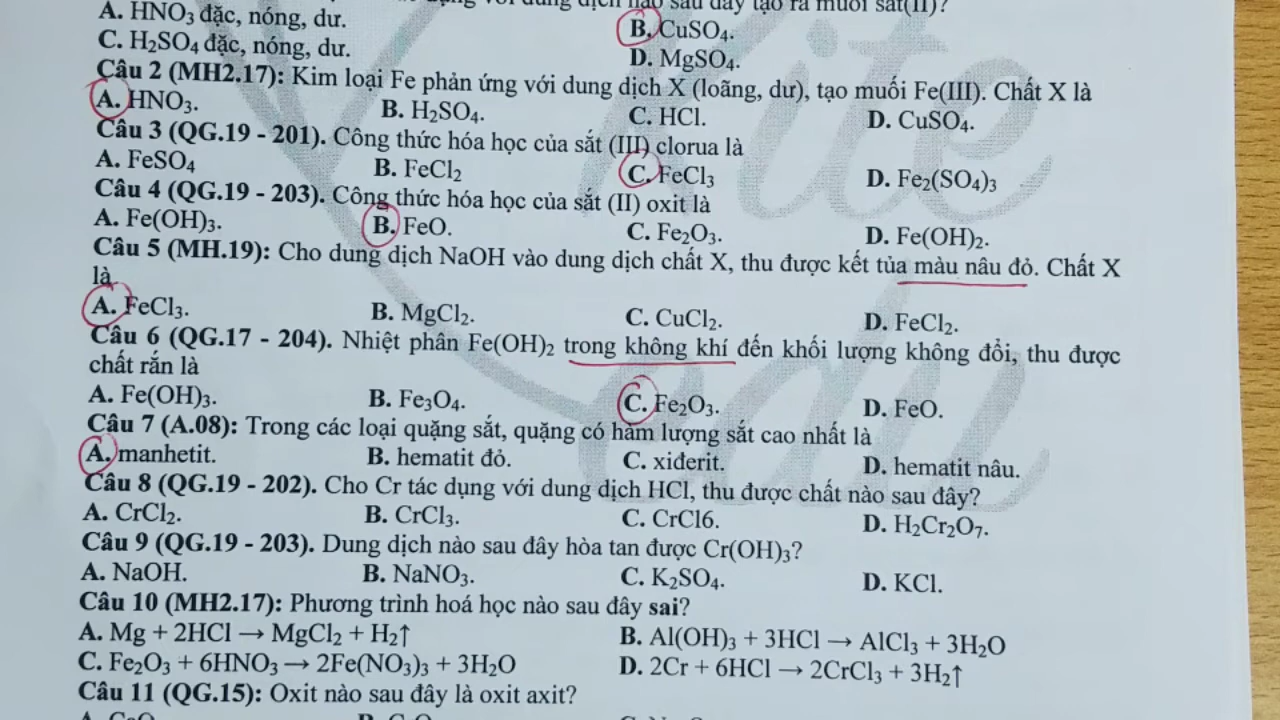 dung dịch nào sau đây tạo ra muối sắt(II)?
A. HNO₃ đặc, nóng, dư. B. CuSO₄.
C. H₂SO₄ đặc, nóng, dư. D. MgSO₄.
Câu 2 (MH2.17): Kim loại Fe phản ứng với dung dịch X (loãng, dư), tạo muối Fe(III). Chất X là
A. HNO₃. B. H₂SO₄. C. HCl. D. CuSO₄.
Câu 3 (QG.19 - 201). Công thức hóa học của sắt (III) clorua là
A. FeSO₄ B. FeCl₂ C. FeCl₃ D. Fe₂(SO₄)₃
Câu 4 (QG.19 - 203). Công thức hóa học của sắt (II) oxit là
A. Fe(OH)₃. B. FeO. C. Fe₂O₃. D. Fe(OH)₂.
Câu 5 (MH.19): Cho dung dịch NaOH vào dung dịch chất X, thu được kết tủa màu nâu đỏ. Chất X
là
A. FeCl₃. B. MgCl₂. C. CuCl₂. D. FeCl₂.
Câu 6 (QG.17 - 204). Nhiệt phân Fe(OH)₂ trong không khí đến khối lượng không đổi, thu được
chất rắn là
A. Fe(OH)₃. B. Fe₃O₄. C. Fe₂O₃. D. FeO.
Câu 7 (A.08): Trong các loại quặng sắt, quặng có hàm lượng sắt cao nhất là
A. manhetit. B. hematit đỏ. C. xiđerit. D. hematit nâu.
Câu 8 (QG.19 - 202). Cho Cr tác dụng với dung dịch HCl, thu được chất nào sau đây?
A. CrCl₂. B. CrCl₃. C. CrCl6. D. H₂Cr₂O₇.
Câu 9 (QG.19 - 203). Dung dịch nào sau đây hòa tan được Cr(OH)₃?
A. NaOH. B. NaNO₃. C. K₂SO₄. D. KCl.
Câu 10 (MH2.17): Phương trình hoá học nào sau đây sai?
A. Mg + 2HCl → MgCl₂ + H₂↑ B. Al(OH)₃ + 3HCl → AlCl₃ + 3H₂O
C. Fe₂O₃ + 6HNO₃ → 2Fe(NO₃)₃ + 3H₂O D. 2Cr + 6HCl → 2CrCl₃ + 3H₂↑
Câu 11 (QG.15): Oxit nào sau đây là oxit axit?
Kite
edu